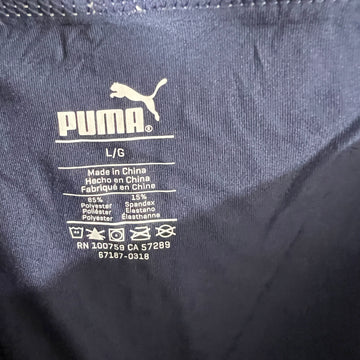 PUMA®
L/G
Made in China
Hecho en China
Fabriqué en Chine
85% 15%
Polyester Spandex
Poliéster Elastano
Polyester Élasthanne
RN 100759 CA 57289
67187-0318